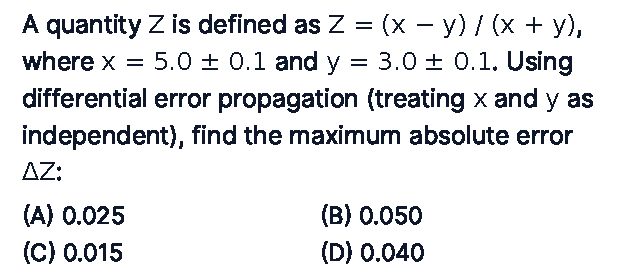 A quantity Z is defined as Z = (x − y) / (x + y),
where x = 5.0 ± 0.1 and y = 3.0 ± 0.1. Using
differential error propagation (treating x and y as
independent), find the maximum absolute error
ΔZ:
(A) 0.025 (B) 0.050
(C) 0.015 (D) 0.040